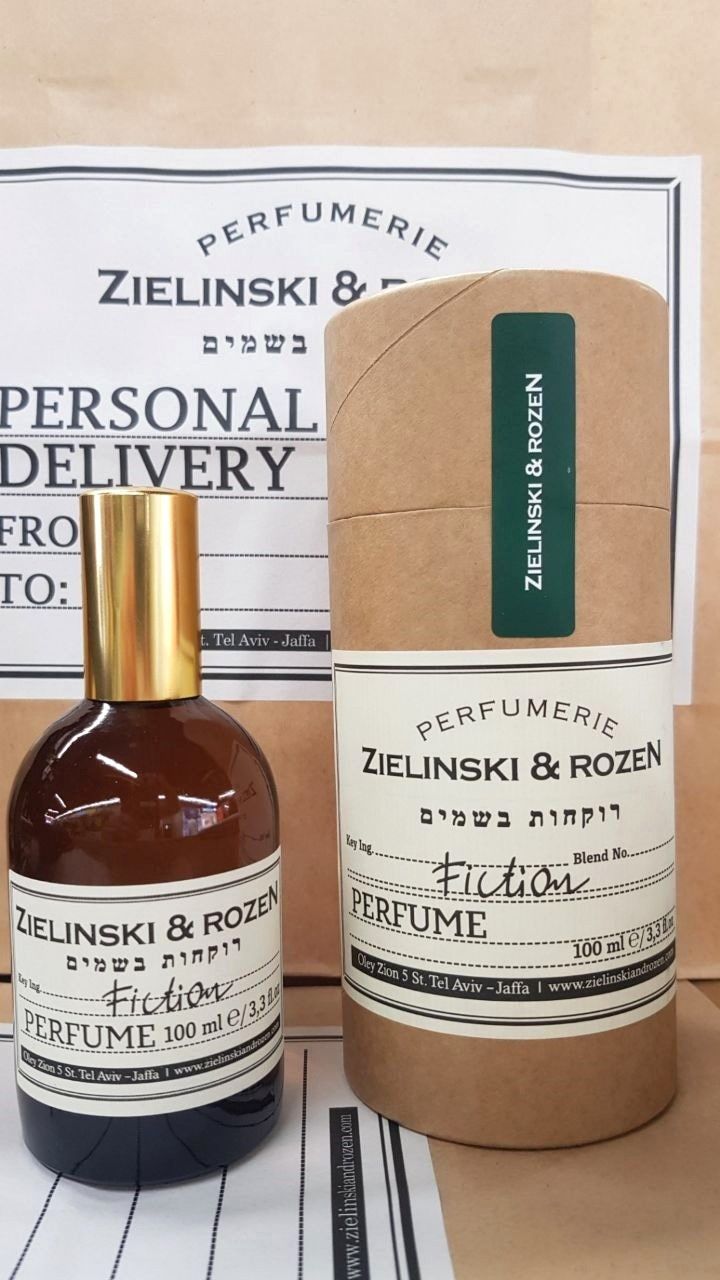 PERFUMERIE
ZIELINSKI &
בשמים
PERSONAL
DELIVERY
TO:
St. Tel Aviv - Jaffa |
ZIELINSKI & ROZEN
PERFUMERIE
ZIELINSKI & ROZEN
רוקחות בשמים
Key Ing. Blend No.
Fiction
PERFUME
100 ml e/3,3 fl.oz
Oley Zion 5 St. Tel Aviv - Jaffa | www.zielinskiandrozen.com
ZIELINSKI & ROZEN
רוקחות בשמים
Key Ing.
Fiction
PERFUME 100 ml e/3,3 fl.oz
Oley Zion 5 St. Tel Aviv - Jaffa | www.zielinskiandrozen.com
www.zielinskiandrozen.com